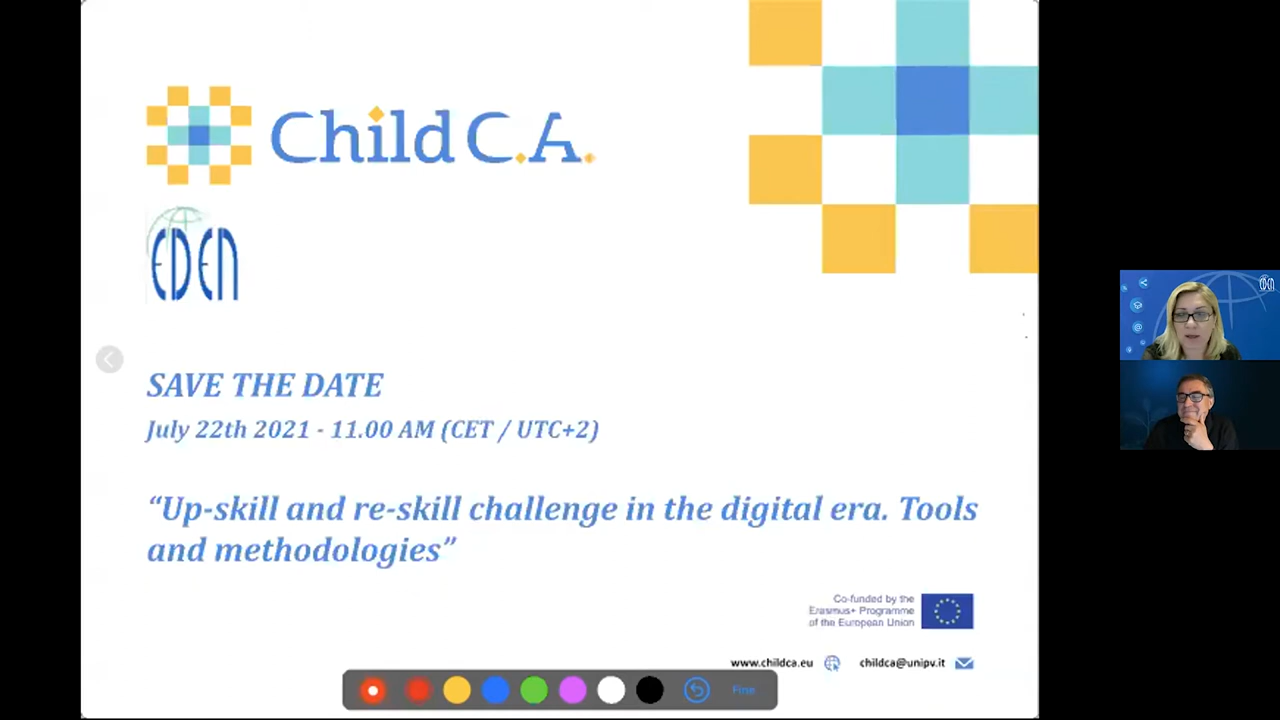 Child C.A.
EDEN
SAVE THE DATE
July 22th 2021 - 11.00 AM (CET / UTC+2)
“Up-skill and re-skill challenge in the digital era. Tools
and methodologies”
Co-funded by the
Erasmus+ Programme
of the European Union
www.childca.eu childca@unipv.it
Fine
EDEN